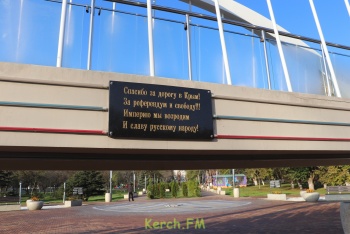 Спасибо за дорогу в Крым!
За референдум и свободу!!!
Империю мы возродим
И славу русскому народу!
Kerch.FM